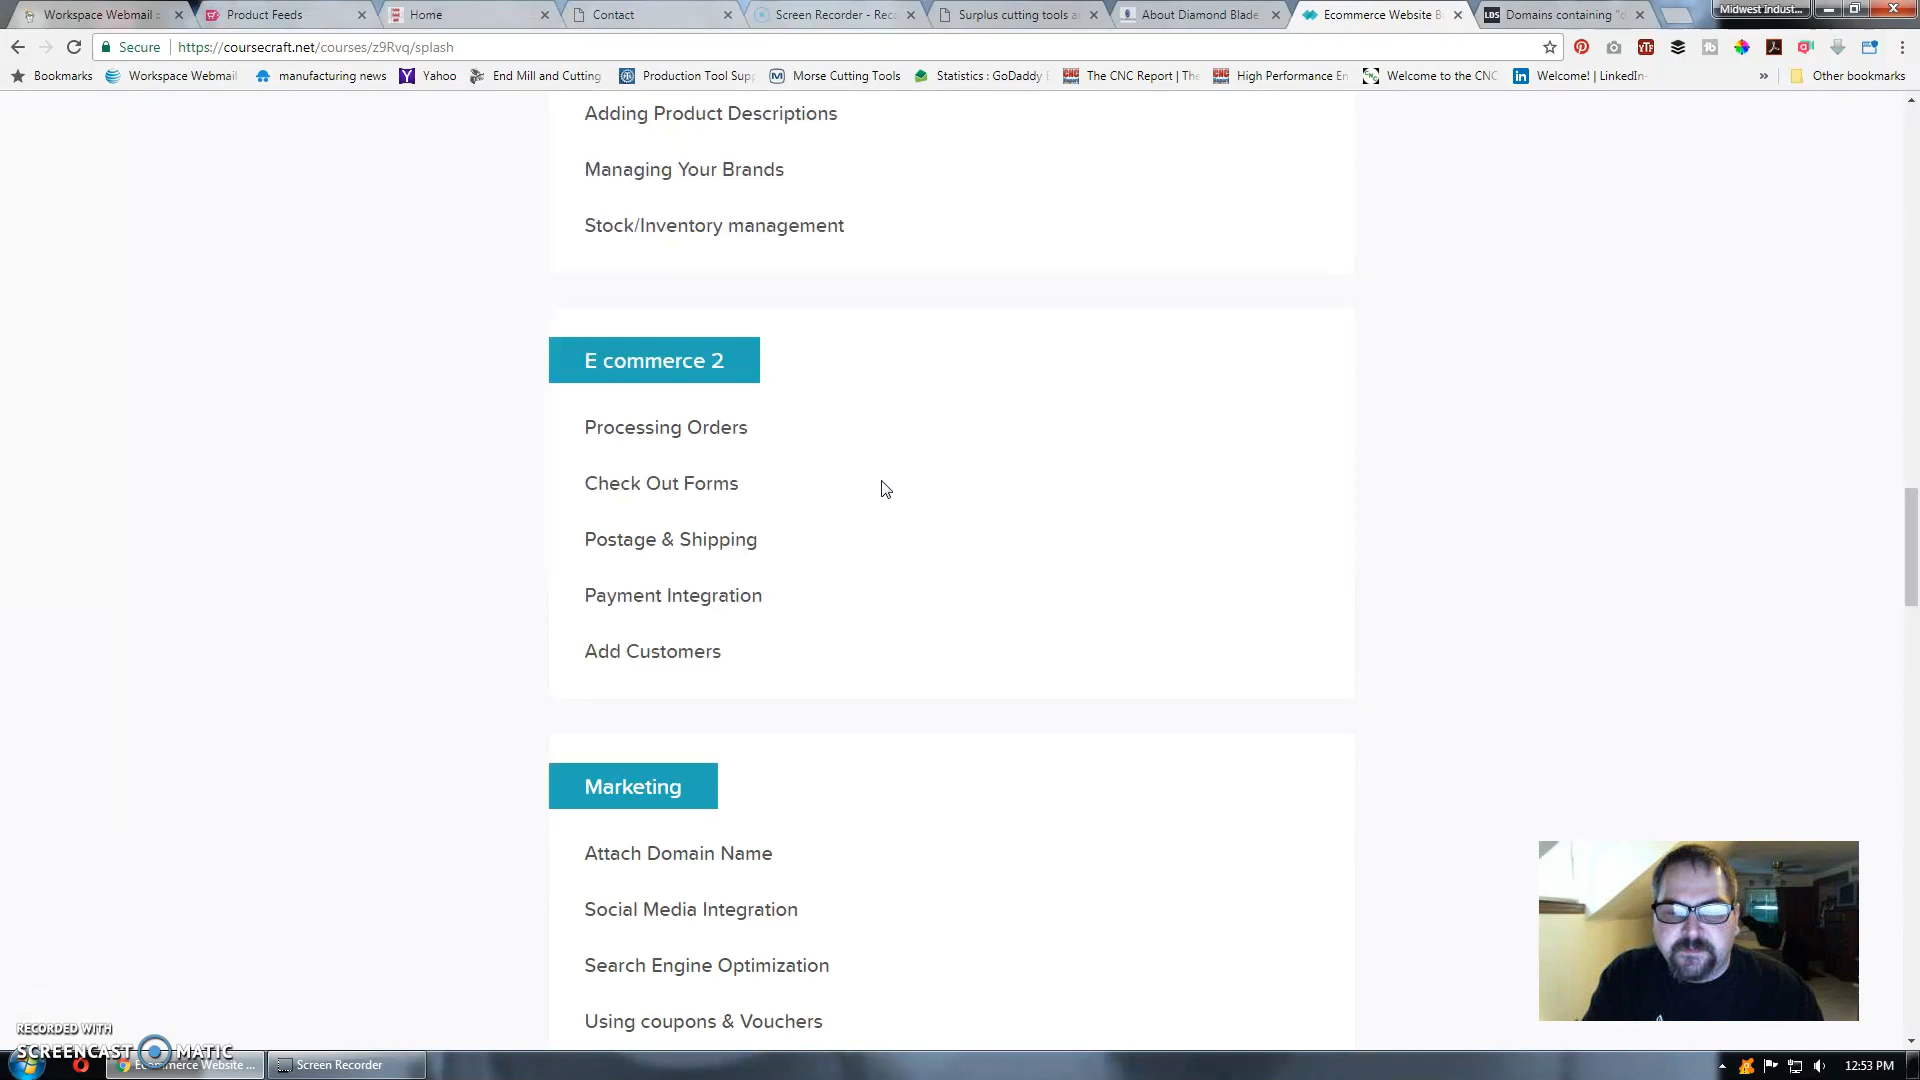 Workspace Webmail :
Product Feeds
Home
Contact
Screen Recorder - Rec
Surplus cutting tools a
About Diamond Blade
Ecommerce Website B
LDS
Domains containing "c
Midwest Indust...
Secure
https://coursecraft.net/courses/z9Rvq/splash
Bookmarks
Workspace Webmail
manufacturing news
Yahoo
End Mill and Cutting
Production Tool Sup
Morse Cutting Tools
Statistics : GoDaddy
The CNC Report | The
High Performance En
Welcome to the CNC
Welcome! | LinkedIn
Other bookmarks
Adding Product Descriptions
Managing Your Brands
Stock/Inventory management
E commerce 2
Processing Orders
Check Out Forms
Postage & Shipping
Payment Integration
Add Customers
Marketing
Attach Domain Name
Social Media Integration
Search Engine Optimization
Using coupons & Vouchers
RECORDED WITH
SCREENCAST MATIC
Ecommerce Website ...
Screen Recorder
12:53 PM